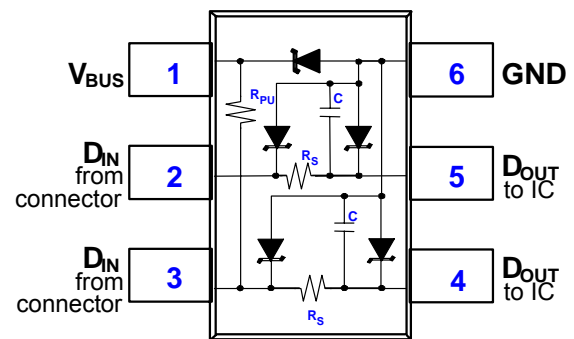 VBUS 1 6 GND
RPU C
DIN
from
connector
2 RS 5
DOUT
to IC
C
DIN
from
connector
3 4
DOUT
to IC
RS